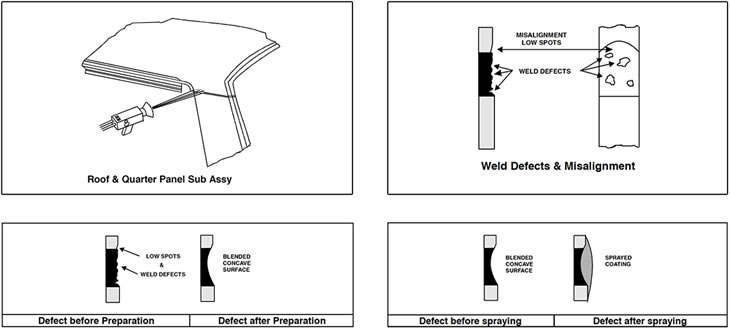 Roof & Quarter Panel Sub Assy
MISALIGNMENT
LOW SPOTS
WELD DEFECTS
Weld Defects & Misalignment
LOW SPOTS
&
WELD DEFECTS
BLENDED
CONCAVE
SURFACE
Defect before Preparation
Defect after Preparation
BLENDED
CONCAVE
SURFACE
SPRAYED
COATING
Defect before spraying
Defect after spraying